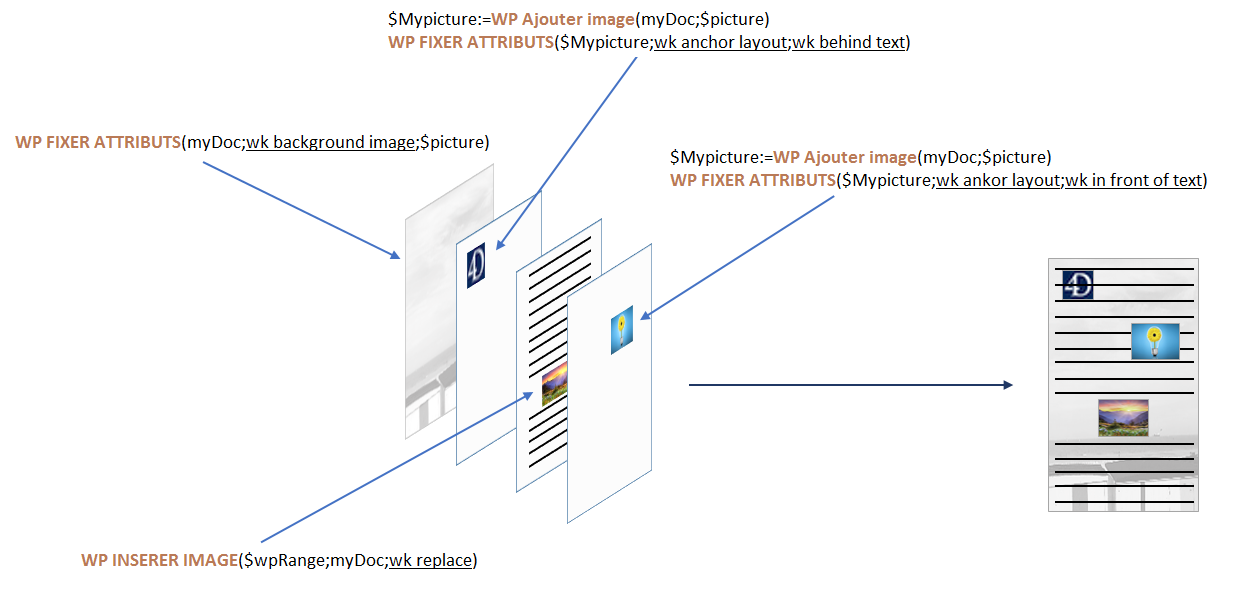 $Mypicture:=WP Ajouter image(myDoc;$picture)
WP FIXER ATTRIBUTS($Mypicture;wk anchor layout;wk behind text)
WP FIXER ATTRIBUTS(myDoc;wk background image;$picture)
$Mypicture:=WP Ajouter image(myDoc;$picture)
WP FIXER ATTRIBUTS($Mypicture;wk ankor layout;wk in front of text)
4D
4D
WP INSERER IMAGE($wpRange;myDoc;wk replace)